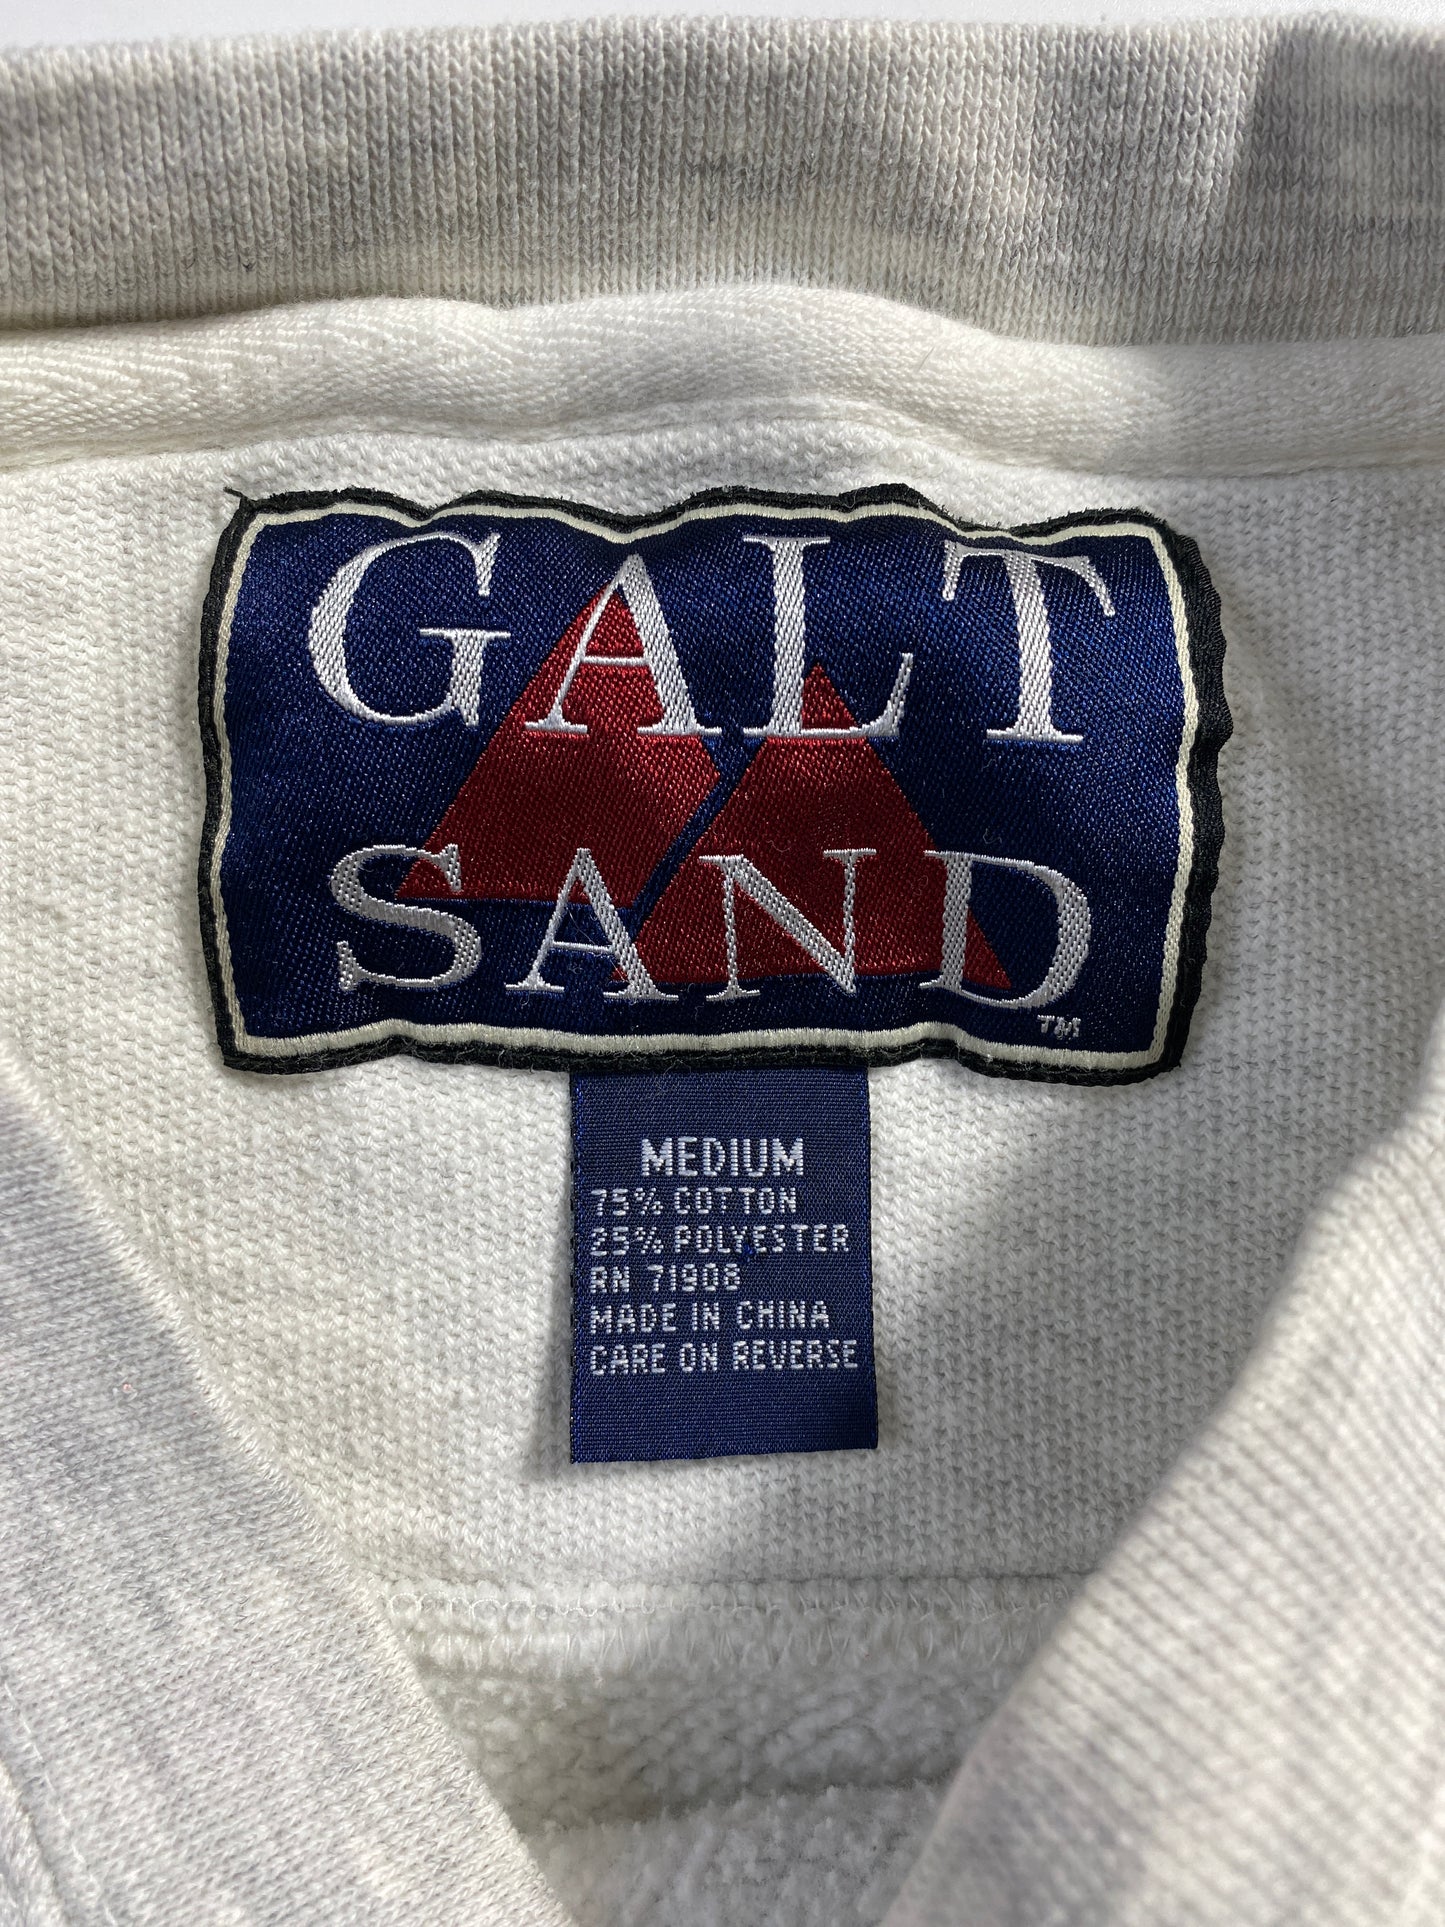 GALT
SAND
TM
MEDIUM
75% COTTON
25% POLYESTER
RN 71908
MADE IN CHINA
CARE ON REVERSE